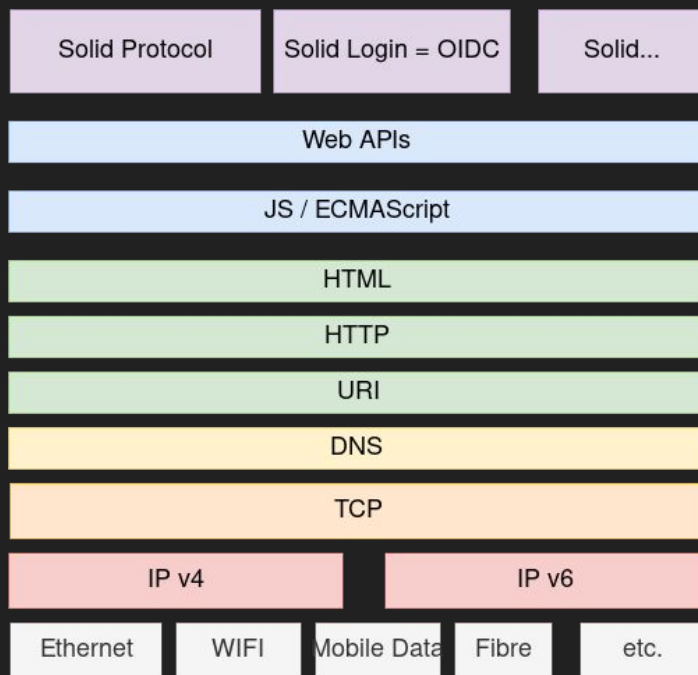 Solid Protocol
Solid Login = OIDC
Solid...
Web APIs
JS / ECMAScript
HTML
HTTP
URI
DNS
TCP
IP v4
IP v6
Ethernet
WIFI
Mobile Data
Fibre
etc.